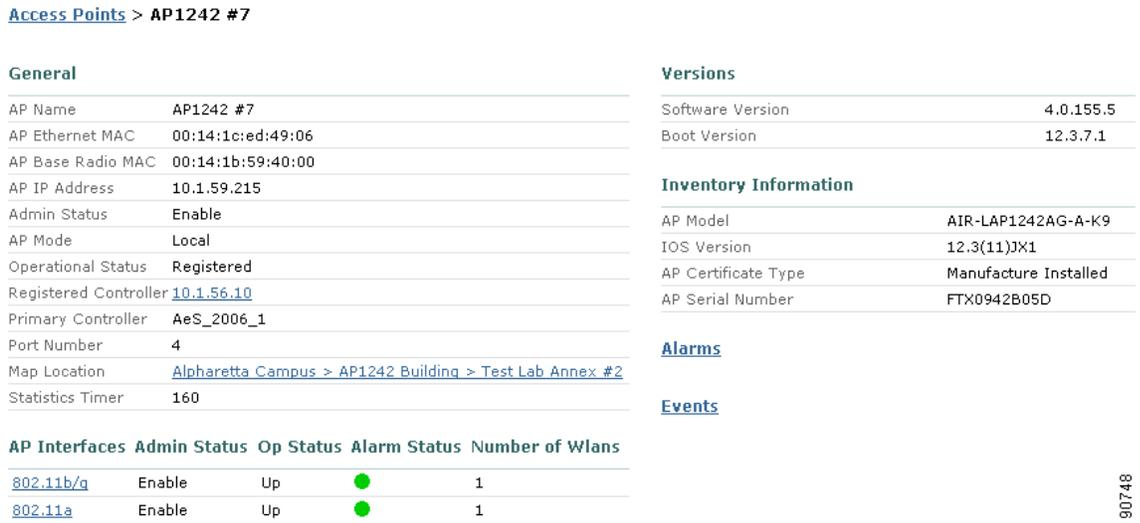 Access Points > AP1242 #7
General
AP Name AP1242 #7
AP Ethernet MAC 00:14:1c:ed:49:06
AP Base Radio MAC 00:14:1b:59:40:00
AP IP Address 10.1.59.215
Admin Status Enable
AP Mode Local
Operational Status Registered
Registered Controller 10.1.56.10
Primary Controller AeS_2006_1
Port Number 4
Map Location Alpharetta Campus > AP1242 Building > Test Lab Annex #2
Statistics Timer 160
AP Interfaces Admin Status Op Status Alarm Status Number of Wlans
802.11b/g Enable Up 1
802.11a Enable Up 1
Versions
Software Version 4.0.155.5
Boot Version 12.3.7.1
Inventory Information
AP Model AIR-LAP1242AG-A-K9
IOS Version 12.3(11)JX1
AP Certificate Type Manufacture Installed
AP Serial Number FTX0942B05D
Alarms
Events
90748